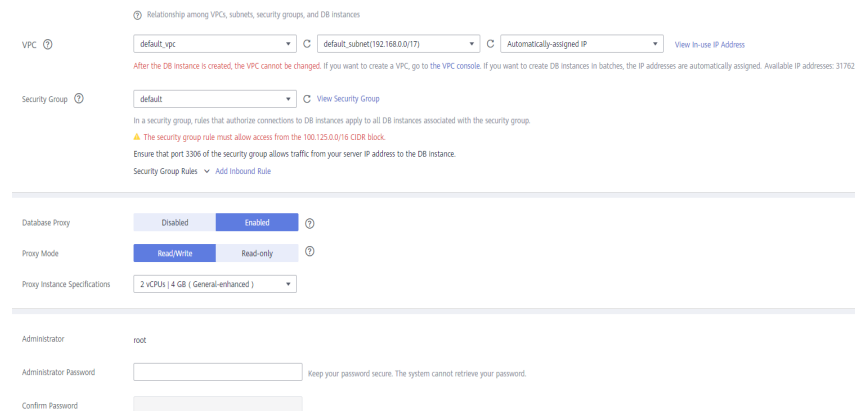 Relationship among VPCs, subnets, security groups, and DB instances
VPC
default_vpc
default_subnet(192.168.0.0/17)
Automatically-assigned IP
View In-use IP Address
After the DB instance is created, the VPC cannot be changed. If you want to create a VPC, go to the VPC console. If you want to create DB instances in batches, the IP addresses are automatically assigned. Available IP addresses: 31762
Security Group
default
View Security Group
In a security group, rules that authorize connections to DB instances apply to all DB instances associated with the security group.
The security group rule must allow access from the 100.125.0.0/16 CIDR block.
Ensure that port 3306 of the security group allows traffic from your server IP address to the DB instance.
Security Group Rules
Add Inbound Rule
Database Proxy
Disabled
Enabled
Proxy Mode
Read/Write
Read-only
Proxy Instance Specifications
2 vCPUs | 4 GB ( General-enhanced )
Administrator
root
Administrator Password
Keep your password secure. The system cannot retrieve your password.
Confirm Password